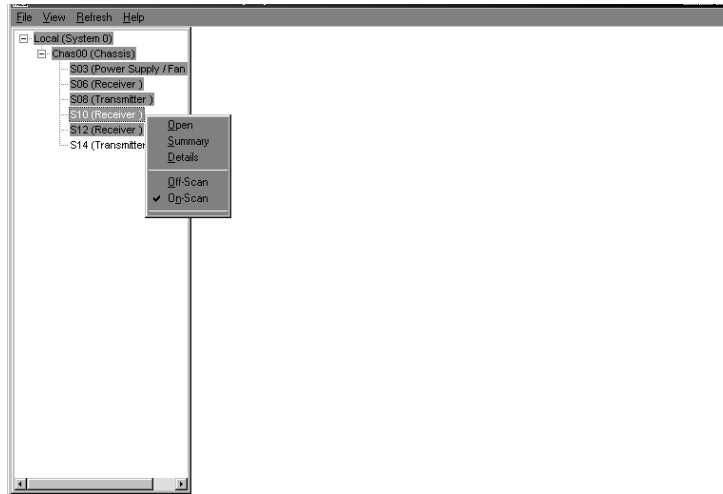 File View Refresh Help
Local (System 0)
Chas00 (Chassis)
S03 (Power Supply / Fan
S06 (Receiver )
S08 (Transmitter )
S10 (Receiver )
S12 (Receiver )
S14 (Transmitter
Open
Summary
Details
Off-Scan
On-Scan